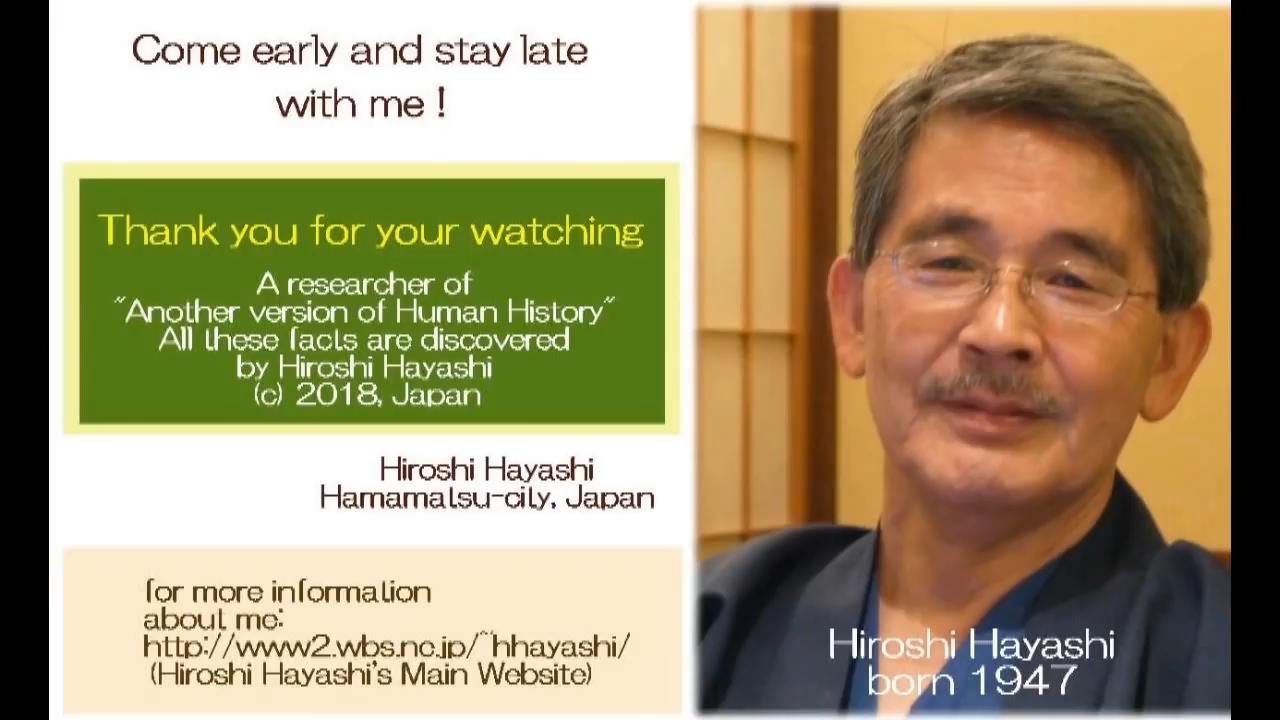 Come early and stay late
with me !
Thank you for your watching
A researcher of
"Another version of Human History"
All these facts are discovered
by Hiroshi Hayashi
(c) 2018, Japan
Hiroshi Hayashi
Hamamatsu-city, Japan
for more information
about me:
http://www2.wbs.ne.jp/~hhayashi/
(Hiroshi Hayashi's Main Website)
Hiroshi Hayashi
born 1947